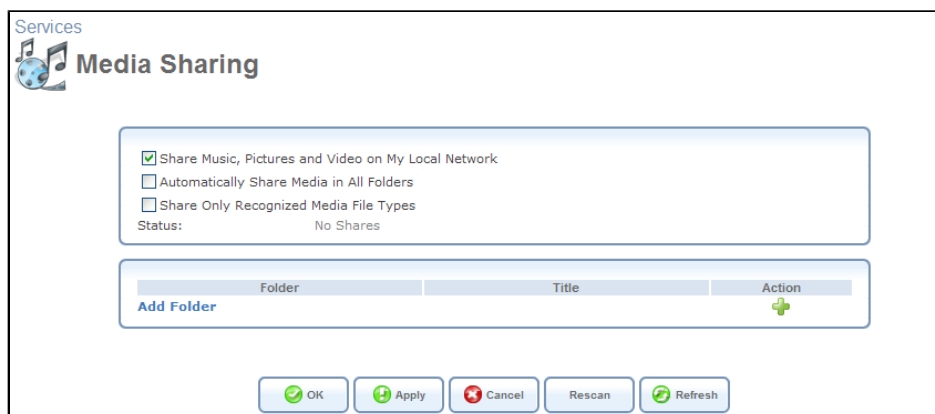 Services
Media Sharing
Share Music, Pictures and Video on My Local Network
Automatically Share Media in All Folders
Share Only Recognized Media File Types
Status: No Shares
Folder Title Action
Add Folder
OK Apply Cancel Rescan Refresh